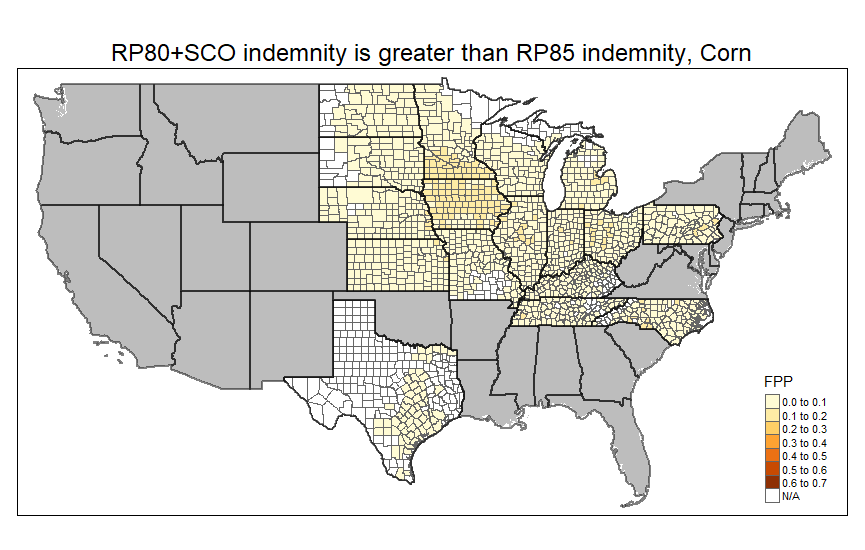 RP80+SCO indemnity is greater than RP85 indemnity, Corn
FPP
0.0 to 0.1
0.1 to 0.2
0.2 to 0.3
0.3 to 0.4
0.4 to 0.5
0.5 to 0.6
0.6 to 0.7
N/A